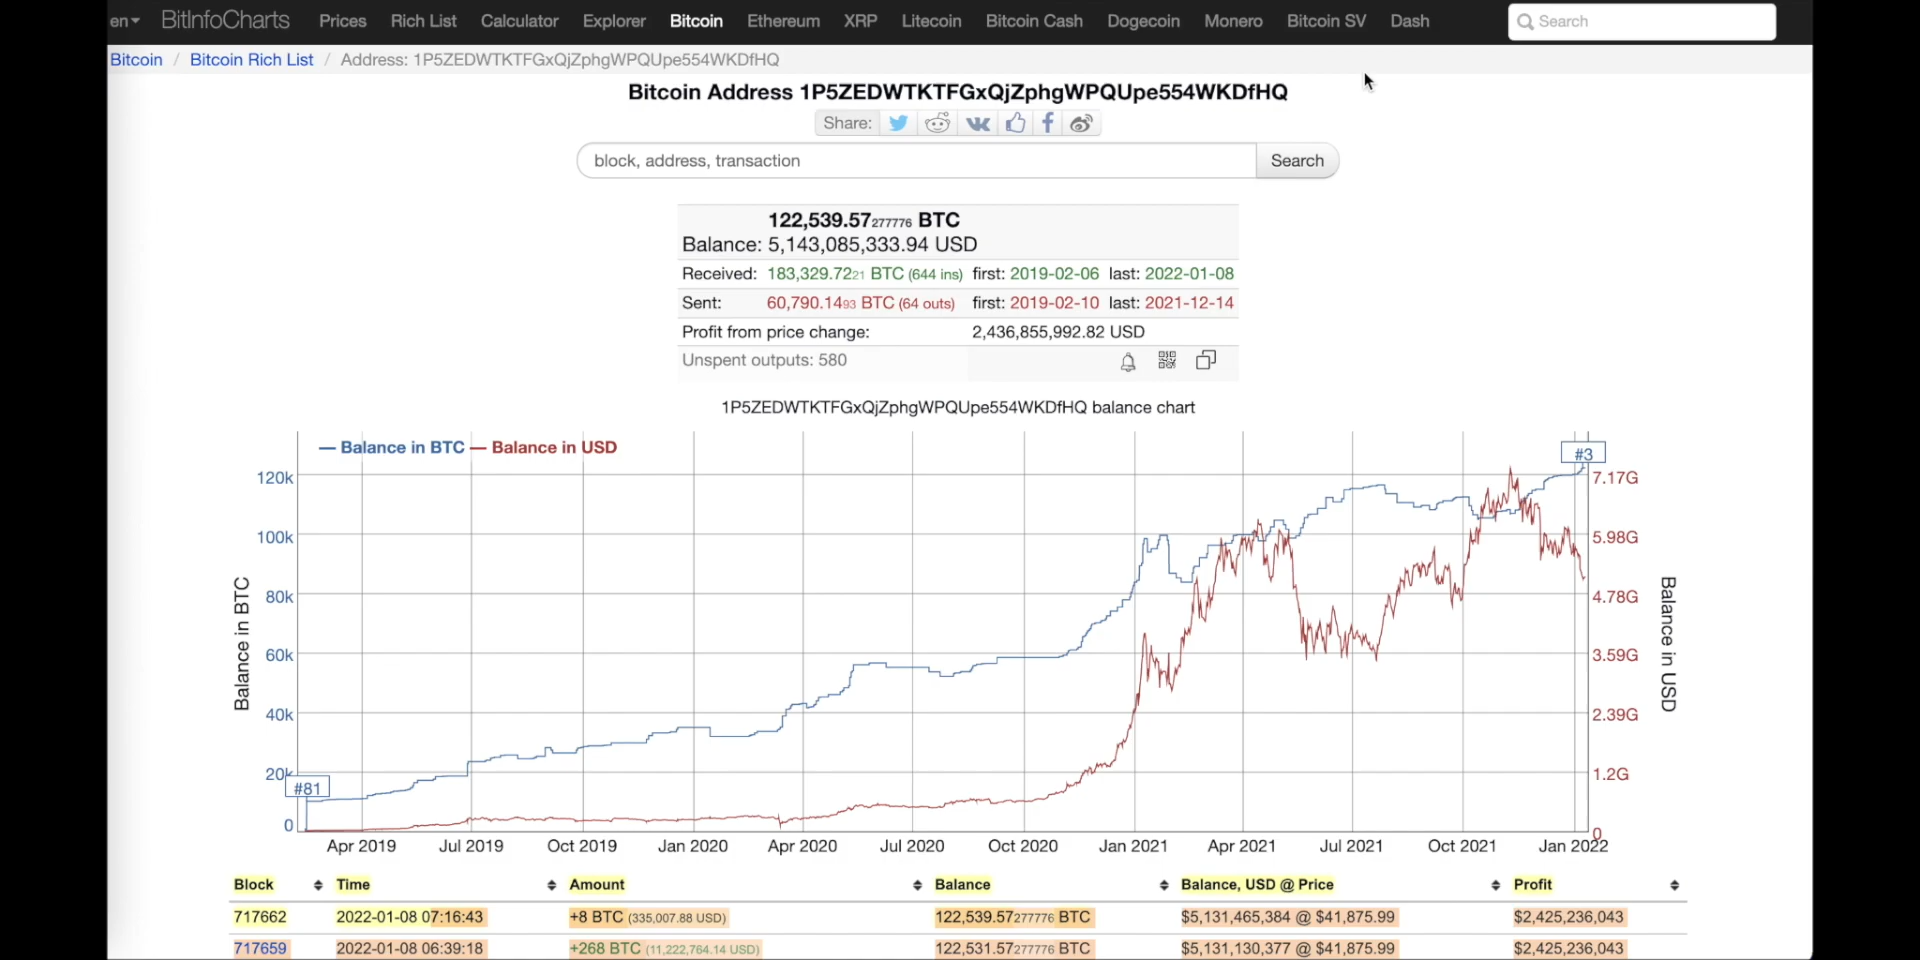 en BitInfoCharts Prices Rich List Calculator Explorer Bitcoin Ethereum XRP Litecoin Bitcoin Cash Dogecoin Monero Bitcoin SV Dash Search
Bitcoin / Bitcoin Rich List / Address: 1P5ZEDWTKTFGxQjZphgWPQUpe554WKDfHQ
Bitcoin Address 1P5ZEDWTKTFGxQjZphgWPQUpe554WKDfHQ
Share:
block, address, transaction Search
122,539.57277776 BTC
Balance: 5,143,085,333.94 USD
Received: 183,329.7221 BTC (644 ins) first: 2019-02-06 last: 2022-01-08
Sent: 60,790.1493 BTC (64 outs) first: 2019-02-10 last: 2021-12-14
Profit from price change: 2,436,855,992.82 USD
Unspent outputs: 580
1P5ZEDWTKTFGxQjZphgWPQUpe554WKDfHQ balance chart
Balance in BTC Balance in USD
#3
120k 7.17G
100k 5.98G
80k 4.78G
60k 3.59G
40k 2.39G
20k 1.2G
#81
0 0
Balance in BTC
Balance in USD
Apr 2019 Jul 2019 Oct 2019 Jan 2020 Apr 2020 Jul 2020 Oct 2020 Jan 2021 Apr 2021 Jul 2021 Oct 2021 Jan 2022
Block Time Amount Balance Balance, USD @ Price Profit
717662 2022-01-08 07:16:43 +8 BTC (335,007.88 USD) 122,539.57277776 BTC $5,131,465,384 @ $41,875.99 $2,425,236,043
717659 2022-01-08 06:39:18 +268 BTC (11,222,764.14 USD) 122,531.57277776 BTC $5,131,130,377 @ $41,875.99 $2,425,236,043